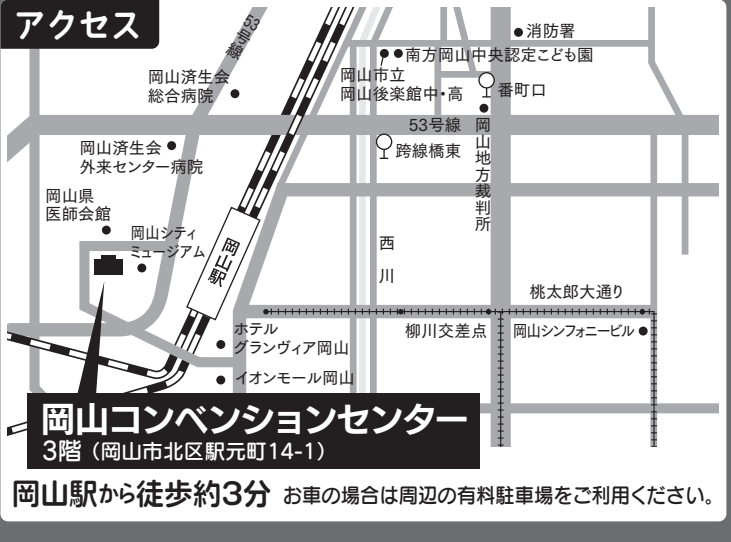 アクセス
53号線
消防署
南方岡山中央認定こども園
岡山市立
岡山後楽館中・高
岡山済生会
総合病院
番町口
53号線
岡山地方裁判所
岡山済生会
外来センター病院
跨線橋東
岡山県
医師会館
岡山シティ
ミュージアム
岡山駅
西川
桃太郎大通り
ホテル
グランヴィア岡山
柳川交差点
岡山シンフォニービル
イオンモール岡山
岡山コンベンションセンター
3階（岡山市北区駅元町14-1）
岡山駅から徒歩約3分 お車の場合は周辺の有料駐車場をご利用ください。